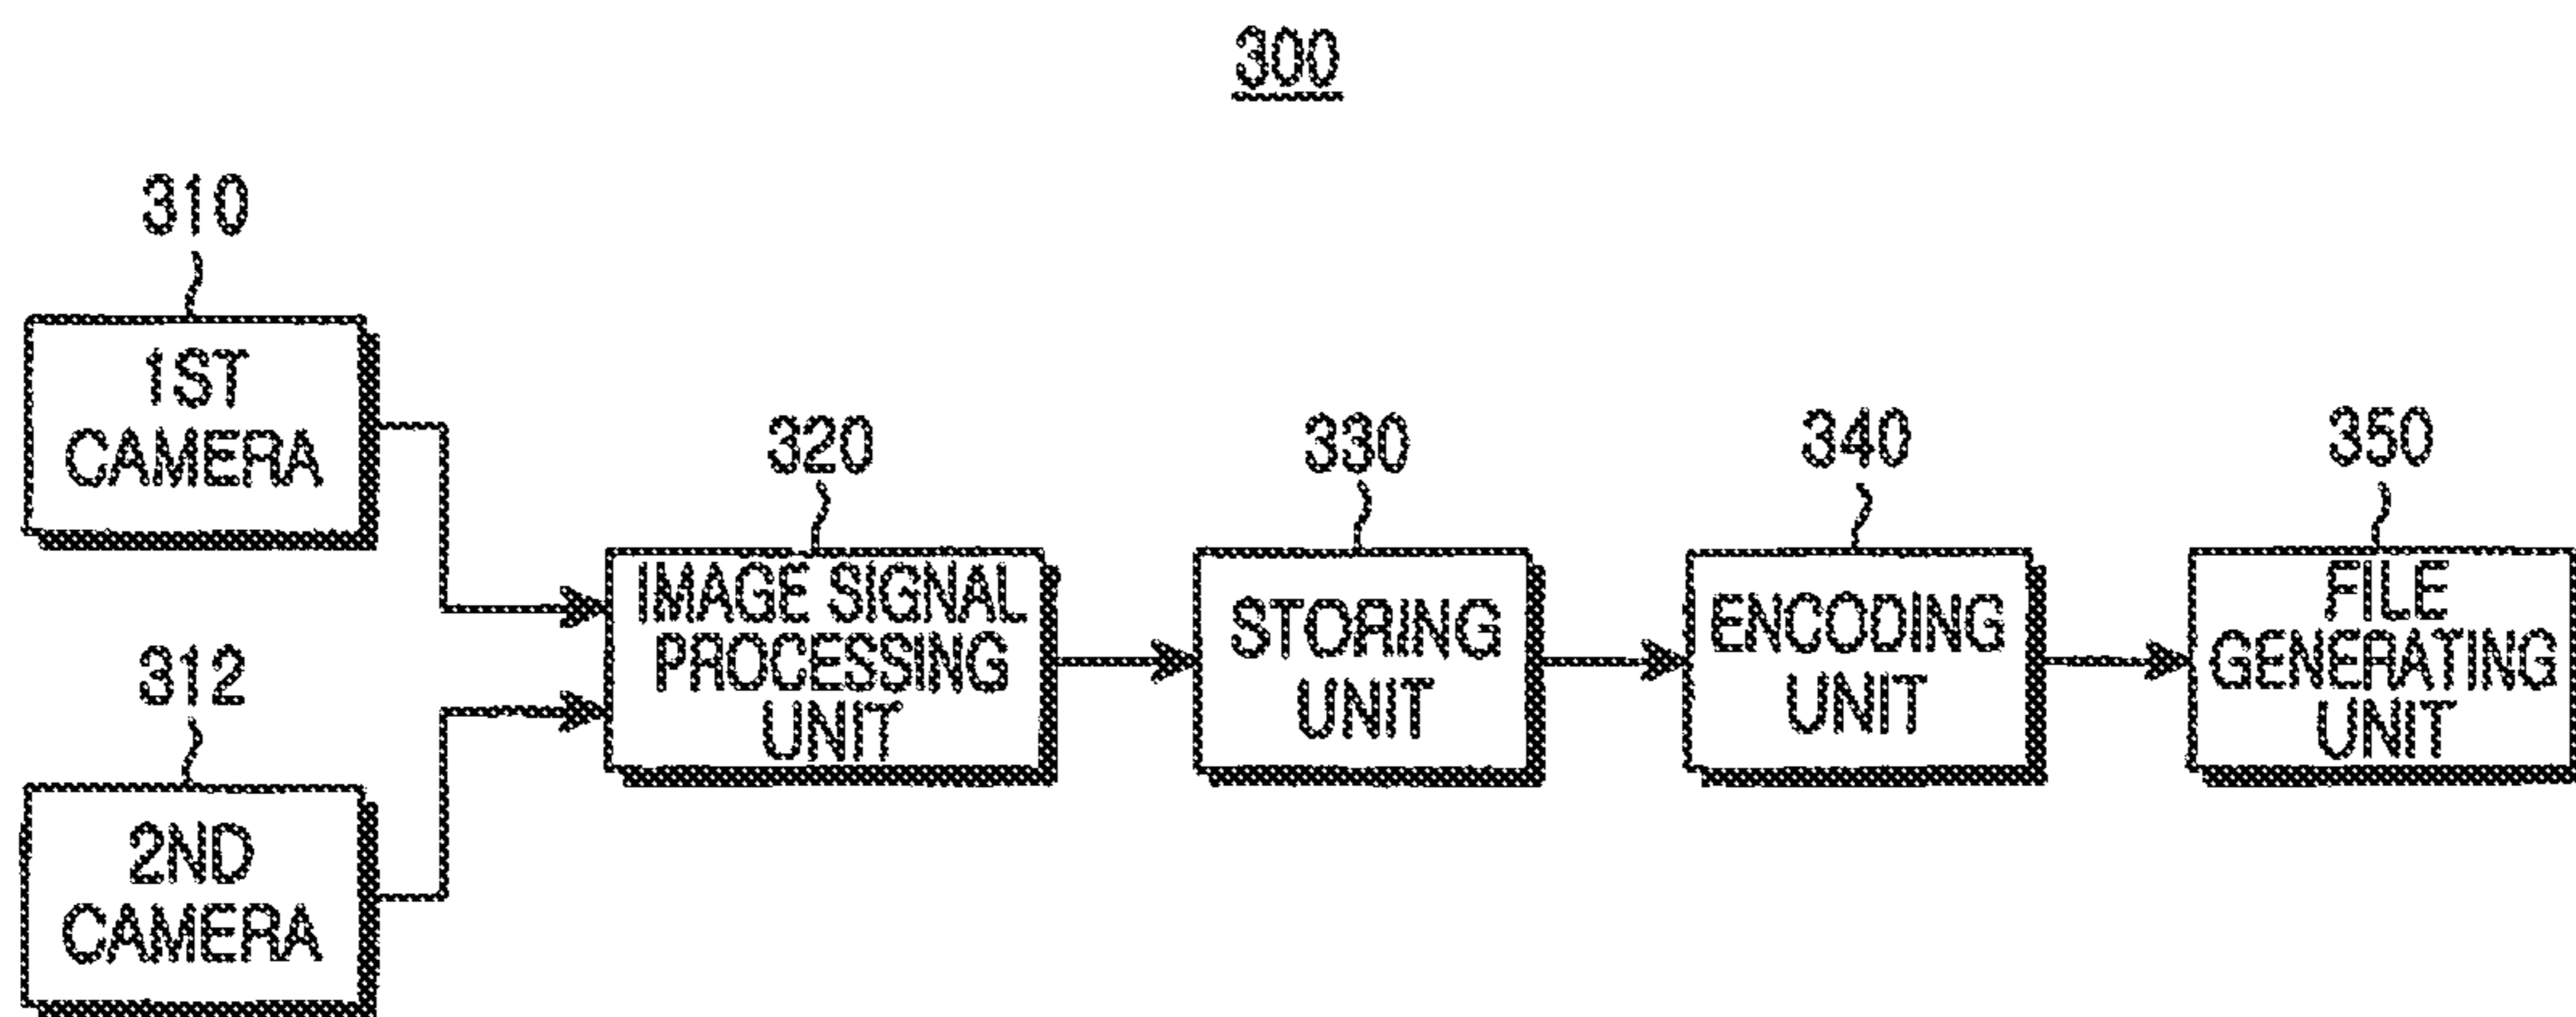 300
310
1ST
CAMERA
312
2ND
CAMERA
320
IMAGE SIGNAL
PROCESSING
UNIT
330
STORING
UNIT
340
ENCODING
UNIT
350
FILE
GENERATING
UNIT